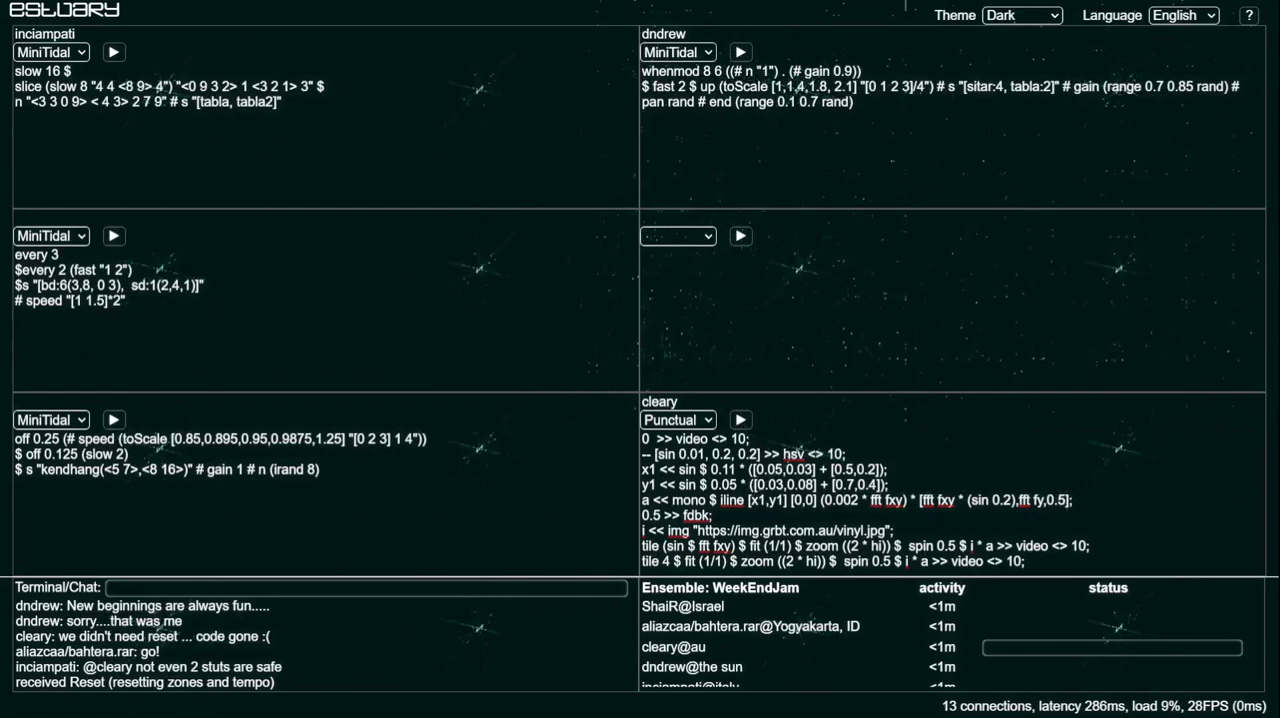 estuary
Theme Dark Language English ?
inciampati
MiniTidal
slow 16 $
slice (slow 8 "4 4 <8 9> 4") "<0 9 3 2> 1 <3 2 1> 3" $
n "<3 3 0 9> < 4 3> 2 7 9" # s "[tabla, tabla2]"
dndrew
MiniTidal
whenmod 8 6 ((# n "1") . (# gain 0.9))
$ fast 2 $ up (toScale [1,1,4,1.8, 2.1] "[0 1 2 3]/4") # s "[sitar:4, tabla:2]" # gain (range 0.7 0.85 rand) #
pan rand # end (range 0.1 0.7 rand)
MiniTidal
every 3
$every 2 (fast "1 2")
$s "[bd:6(3,8, 0 3), sd:1(2,4,1)]"
# speed "[1 1.5]*2"
MiniTidal
off 0.25 (# speed (toScale [0.85,0.895,0.95,0.9875,1.25] "[0 2 3] 1 4"))
$ off 0.125 (slow 2)
$ s "kendhang(<5 7>,<8 16>)" # gain 1 # n (irand 8)
cleary
Punctual
0 >> video <> 10;
-- [sin 0.01, 0.2, 0.2] >> hsv <> 10;
x1 << sin $ 0.11 * ([0.05,0.03] + [0.5,0.2]);
y1 << sin $ 0.05 * ([0.03,0.08] + [0.7,0.4]);
a << mono $ iline [x1,y1] [0,0] (0.002 * fft fxy) * [fft fxy * (sin 0.2),fft fy,0.5];
0.5 >> fdbk;
i << img "https://img.grbt.com.au/vinyl.jpg";
tile (sin $ fft fxy) $ fit (1/1) $ zoom ((2 * hi)) $ spin 0.5 $ i * a >> video <> 10;
tile 4 $ fit (1/1) $ zoom ((2 * hi)) $ spin 0.5 $ i * a >> video <> 10;
Terminal/Chat:
dndrew: New beginnings are always fun.....
dndrew: sorry....that was me
cleary: we didn't need reset ... code gone :(
aliazcaa/bahtera.rar: go!
inciampati: @cleary not even 2 stuts are safe
received Reset (resetting zones and tempo)
Ensemble: WeekEndJam activity status
ShaiR@Israel <1m
aliazcaa/bahtera.rar@Yogyakarta, ID <1m
cleary@au <1m
dndrew@the sun <1m
inciampati@italy <1m
13 connections, latency 286ms, load 9%, 28FPS (0ms)